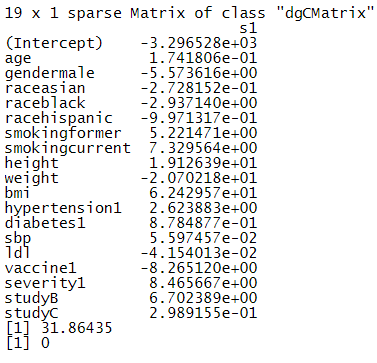 19 x 1 sparse Matrix of class "dgCMatrix"
s1
(Intercept) -3.296528e+03
age 1.741806e-01
gendermale -5.573616e+00
raceasian -2.728152e-01
raceblack -2.937140e+00
racehispanic -9.971317e-01
smokingformer 5.221471e+00
smokingcurrent 7.329564e+00
height 1.912639e+01
weight -2.070218e+01
bmi 6.242957e+01
hypertension1 2.623883e+00
diabetes1 8.784877e-01
sbp 5.597457e-02
ldl -4.154013e-02
vaccine1 -8.265120e+00
severity1 8.465667e+00
studyB 6.702389e+00
studyC 2.989155e-01
[1] 31.86435
[1] 0